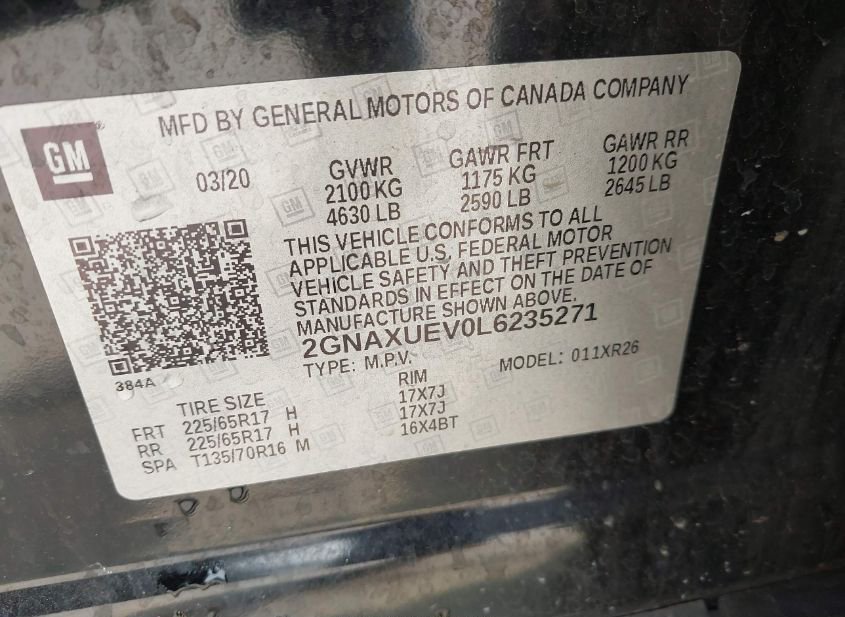 MFD BY GENERAL MOTORS OF CANADA COMPANY
GM
03/20
GVWR
2100 KG
4630 LB
GAWR FRT
1175 KG
2590 LB
GAWR RR
1200 KG
2645 LB
THIS VEHICLE CONFORMS TO ALL
APPLICABLE U.S. FEDERAL MOTOR
VEHICLE SAFETY AND THEFT PREVENTION
STANDARDS IN EFFECT ON THE DATE OF
MANUFACTURE SHOWN ABOVE.
2GNAXUEV0L6235271
TYPE: M.P.V. MODEL: 011XR26
384A
TIRE SIZE RIM
FRT 225/65R17 H 17X7J
RR 225/65R17 H 17X7J
SPA T135/70R16 M 16X4BT